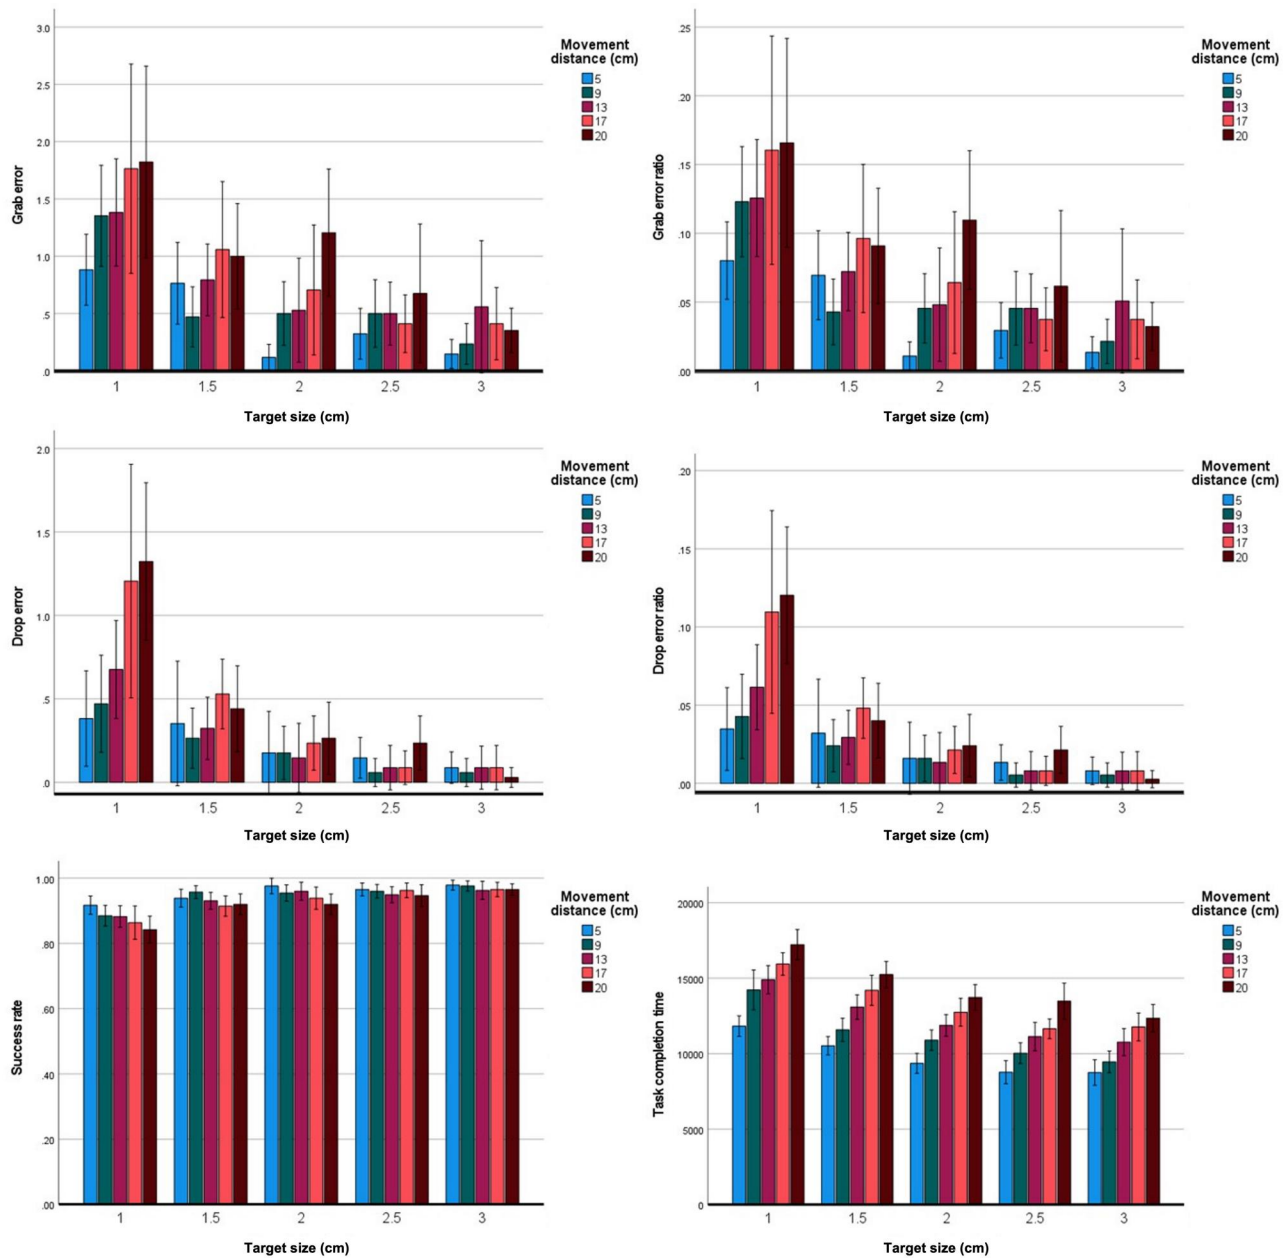 3.0
2.5
2.0
1.5
1.0
.5
.0
Grab error
1 1.5 2 2.5 3
Target size (cm)
Movement
distance (cm)
5
9
13
17
20
.25
.20
.15
.10
.05
.00
Grab error ratio
1 1.5 2 2.5 3
Target size (cm)
Movement
distance (cm)
5
9
13
17
20
2.0
1.5
1.0
.5
.0
Drop error
1 1.5 2 2.5 3
Target size (cm)
Movement
distance (cm)
5
9
13
17
20
.20
.15
.10
.05
.00
Drop error ratio
1 1.5 2 2.5 3
Target size (cm)
Movement
distance (cm)
5
9
13
17
20
1.00
.80
.60
.40
.20
.00
Success rate
1 1.5 2 2.5 3
Target size (cm)
Movement
distance (cm)
5
9
13
17
20
20000
15000
10000
5000
0
Task completion time
1 1.5 2 2.5 3
Target size (cm)
Movement
distance (cm)
5
9
13
17
20